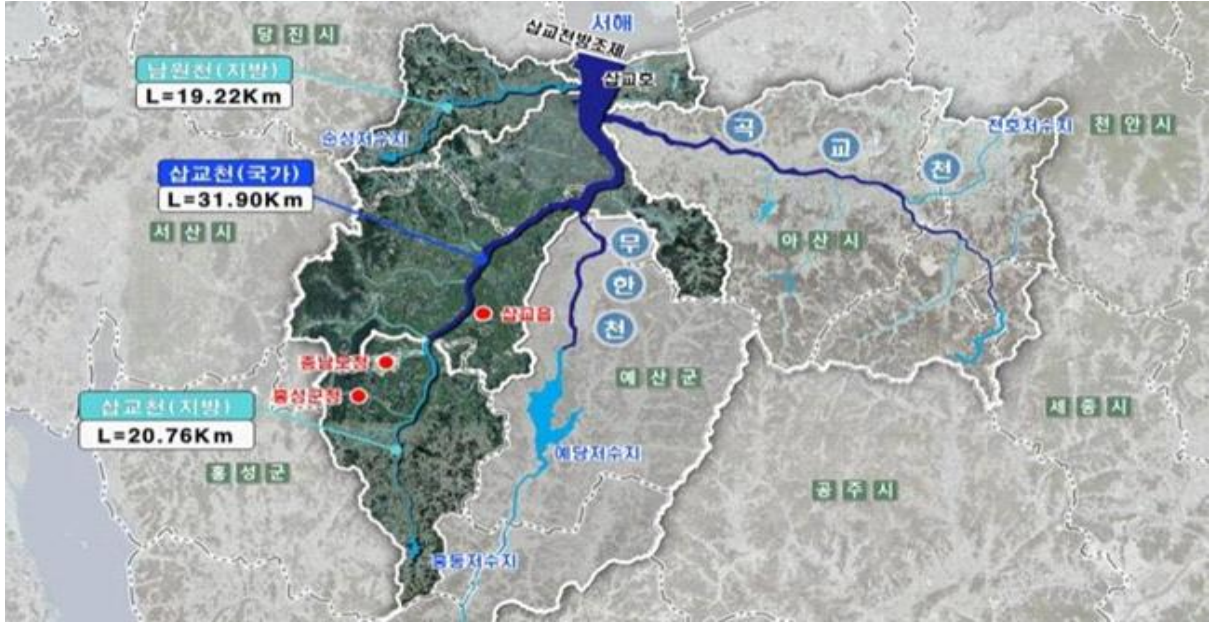 서해
삽교천방조제
당진시
남원천(지방)
L=19.22Km
삽교호
순성저수지
곡교천
천호저수지
천안시
삽교천(국가)
L=31.90Km
서산시
무한천
아산시
삽교읍
충남도청
홍성군청
예산군
삽교천(지방)
L=20.76Km
세종시
예당저수지
홍성군
공주시
홍동저수지